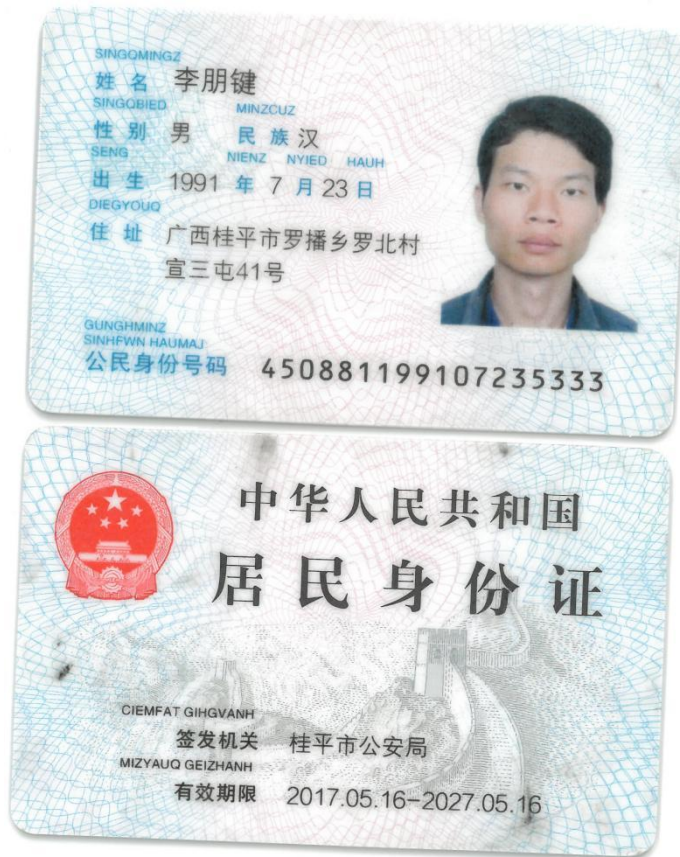 SINGQMINGZ
姓 名 李朋键
SINGQBIED MINZCUZ
性 别 男 民 族 汉
SENG NIENZ NYIED HAUH
出 生 1991 年 7 月 23 日
DIEGYOUQ
住 址 广西桂平市罗播乡罗北村
宣三屯41号
GUNGHMINZ
SINHFWN HAUMAJ
公民身份号码 450881199107235333
中华人民共和国
居民身份证
CIEMFAT GIHGVANH
签发机关 桂平市公安局
MIZYAUQ GEIZHANH
有效期限 2017.05.16-2027.05.16